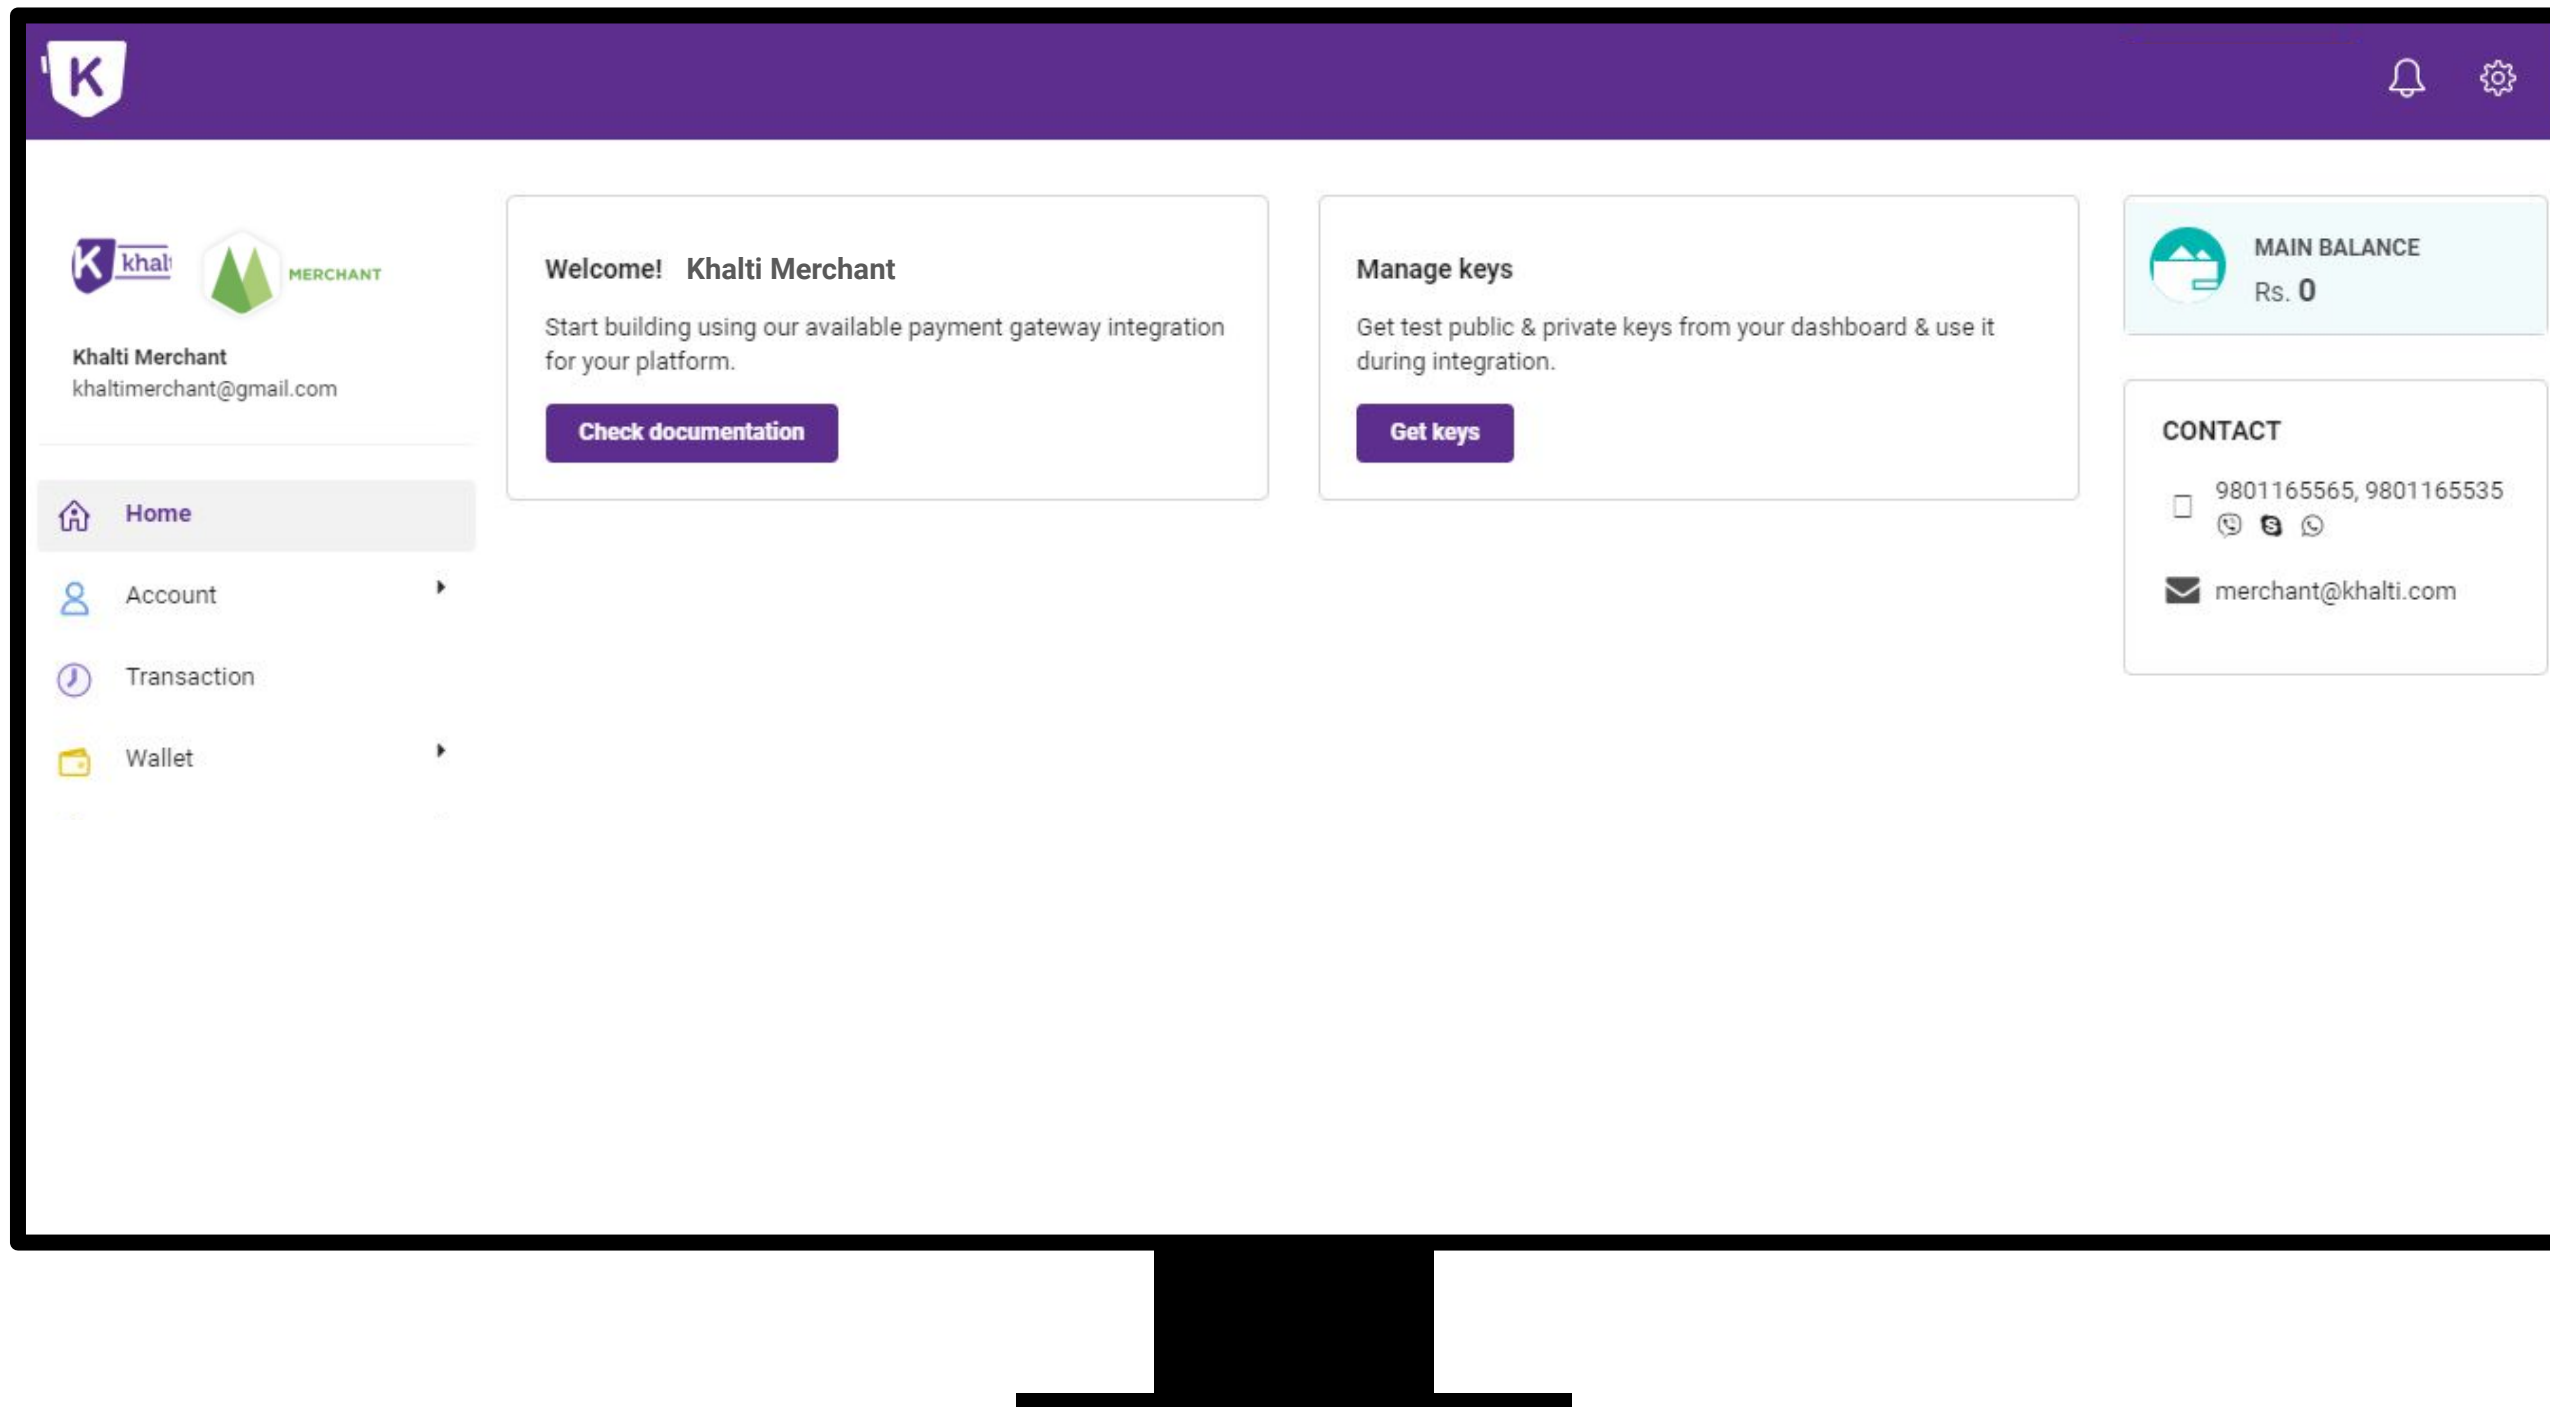 K
K khalti
MERCHANT
Khalti Merchant
khaltimerchant@gmail.com
Home
Account
Transaction
Wallet
Welcome! Khalti Merchant
Start building using our available payment gateway integration
for your platform.
Check documentation
Manage keys
Get test public & private keys from your dashboard & use it
during integration.
Get keys
MAIN BALANCE
Rs. 0
CONTACT
9801165565, 9801165535
merchant@khalti.com